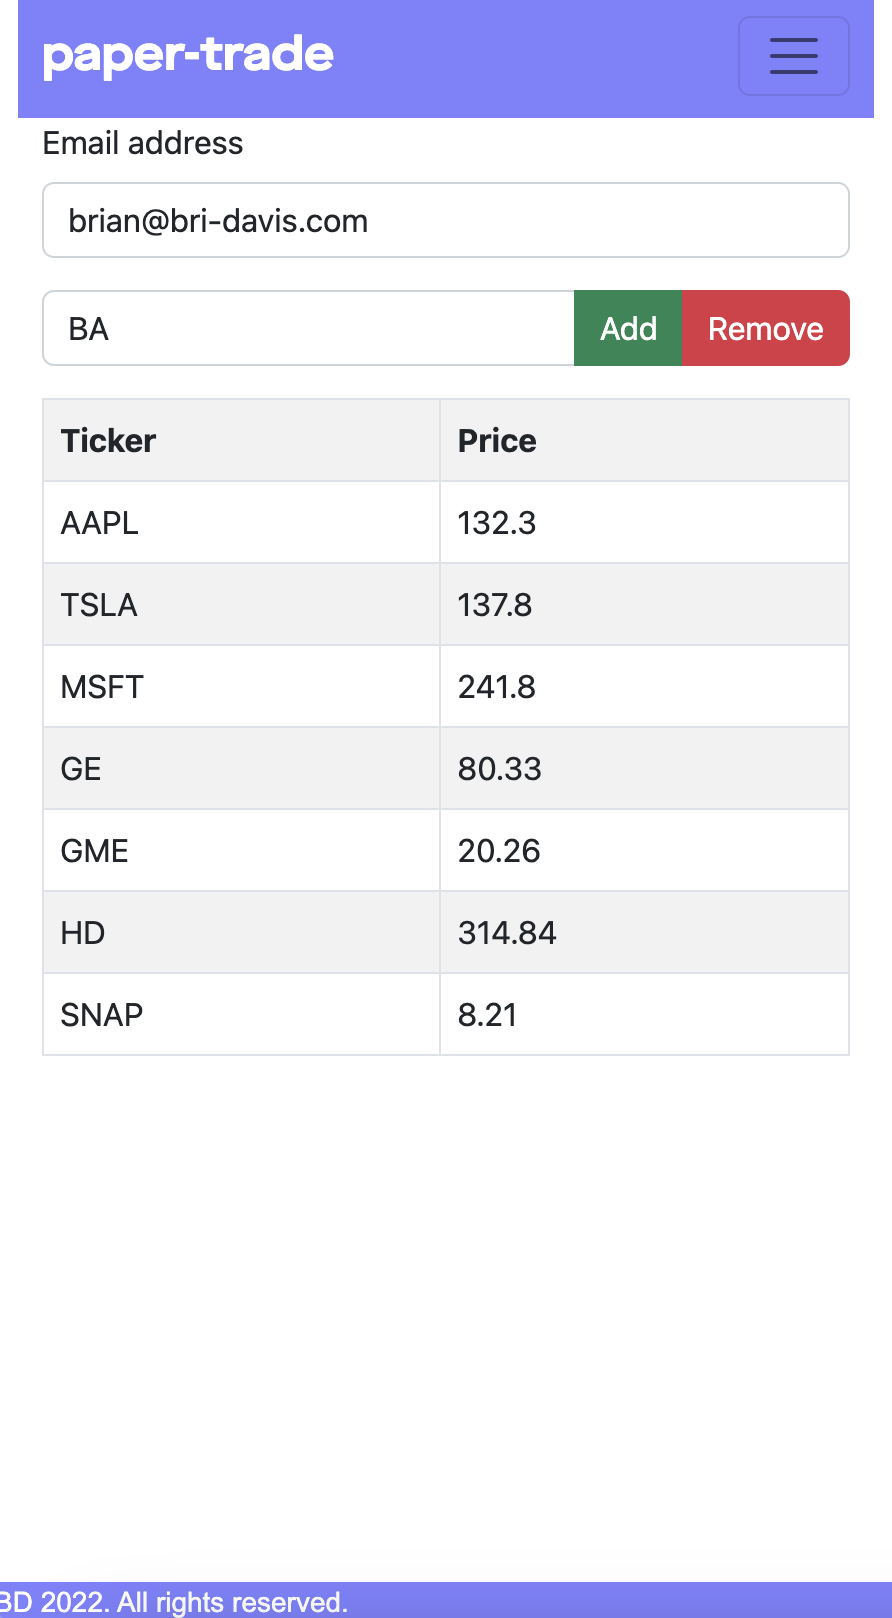 paper-trade
Email address
brian@bri-davis.com
BA Add Remove
Ticker Price
AAPL 132.3
TSLA 137.8
MSFT 241.8
GE 80.33
GME 20.26
HD 314.84
SNAP 8.21
BD 2022. All rights reserved.